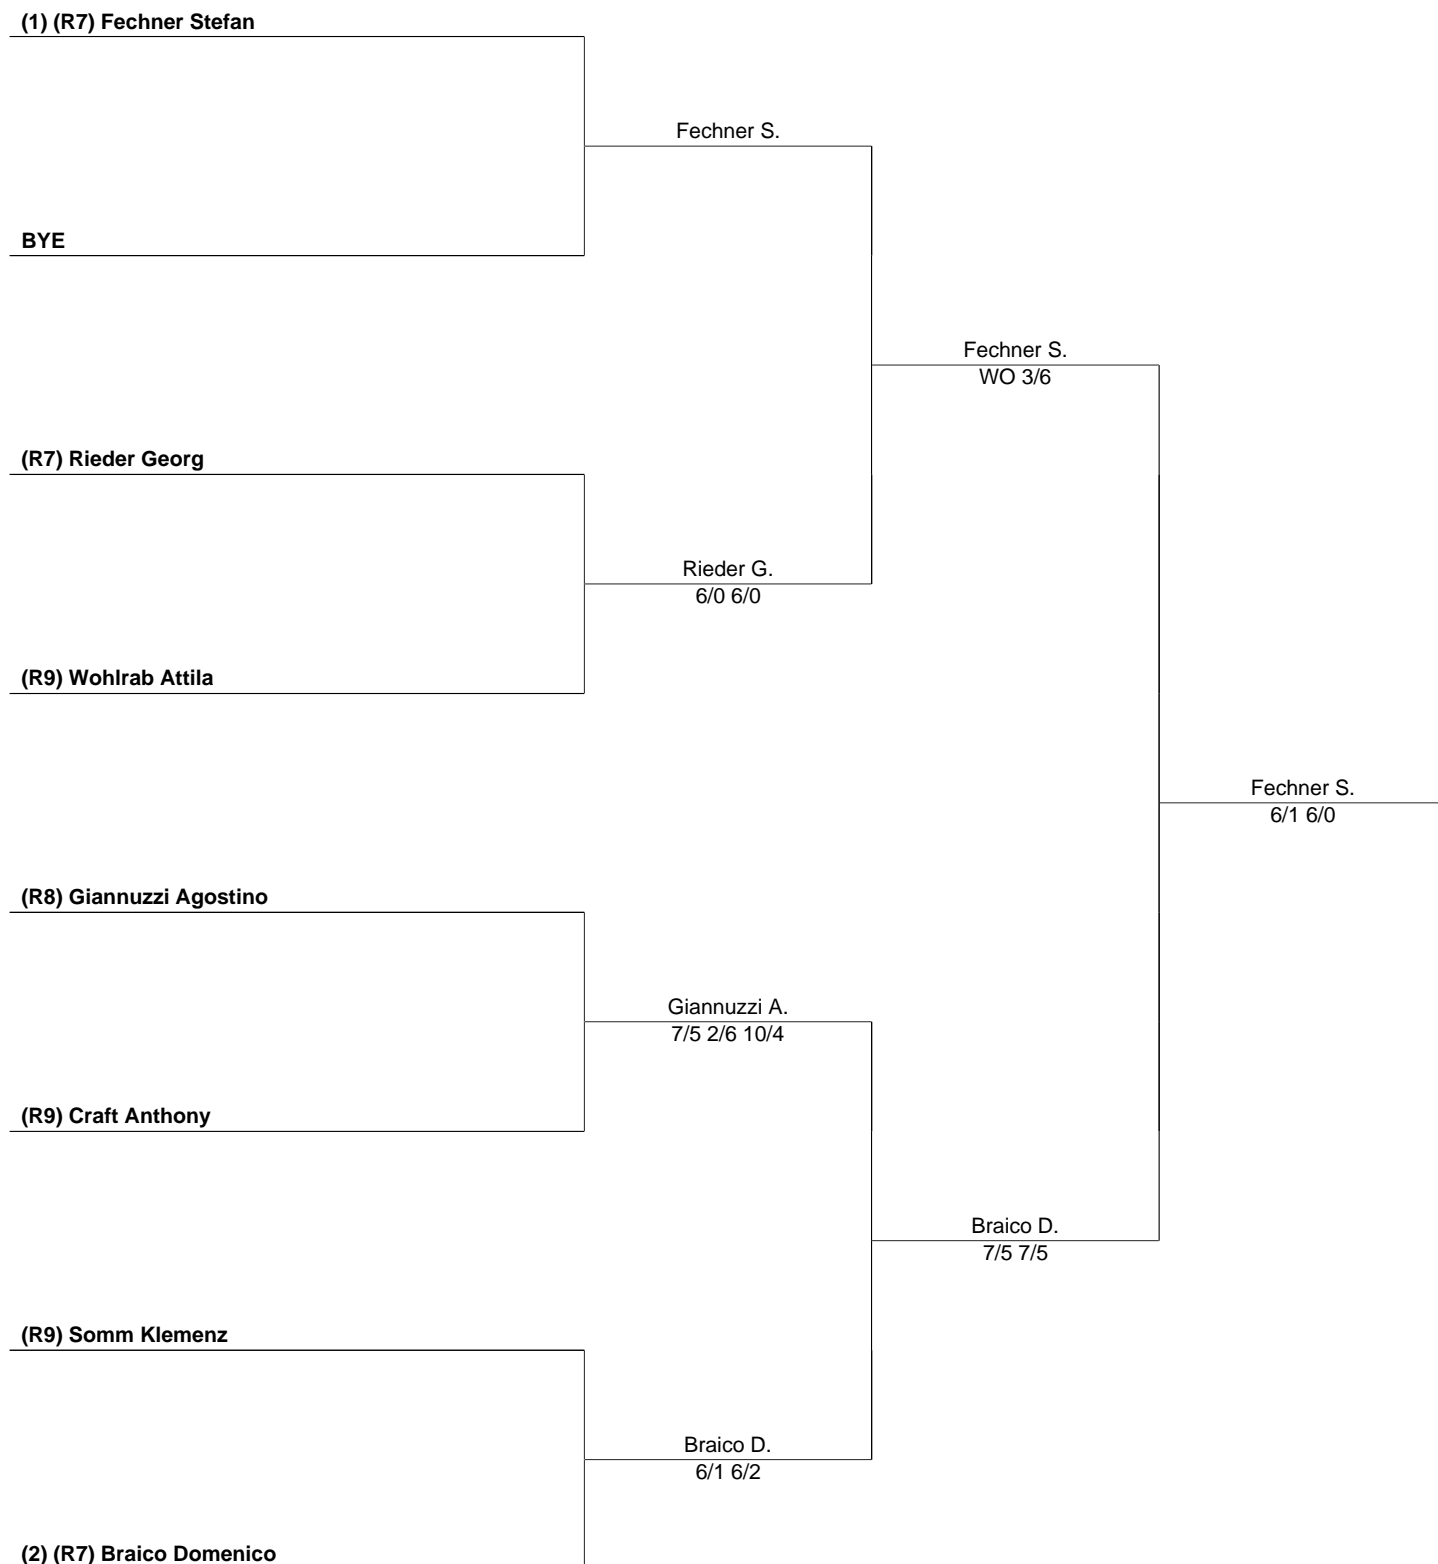 (1) (R7) Fechner Stefan
Fechner S.
BYE
Fechner S.
WO 3/6
(R7) Rieder Georg
Rieder G.
6/0 6/0
(R9) Wohlrab Attila
Fechner S.
6/1 6/0
(R8) Giannuzzi Agostino
Giannuzzi A.
7/5 2/6 10/4
(R9) Craft Anthony
Braico D.
7/5 7/5
(R9) Somm Klemenz
Braico D.
6/1 6/2
(2) (R7) Braico Domenico